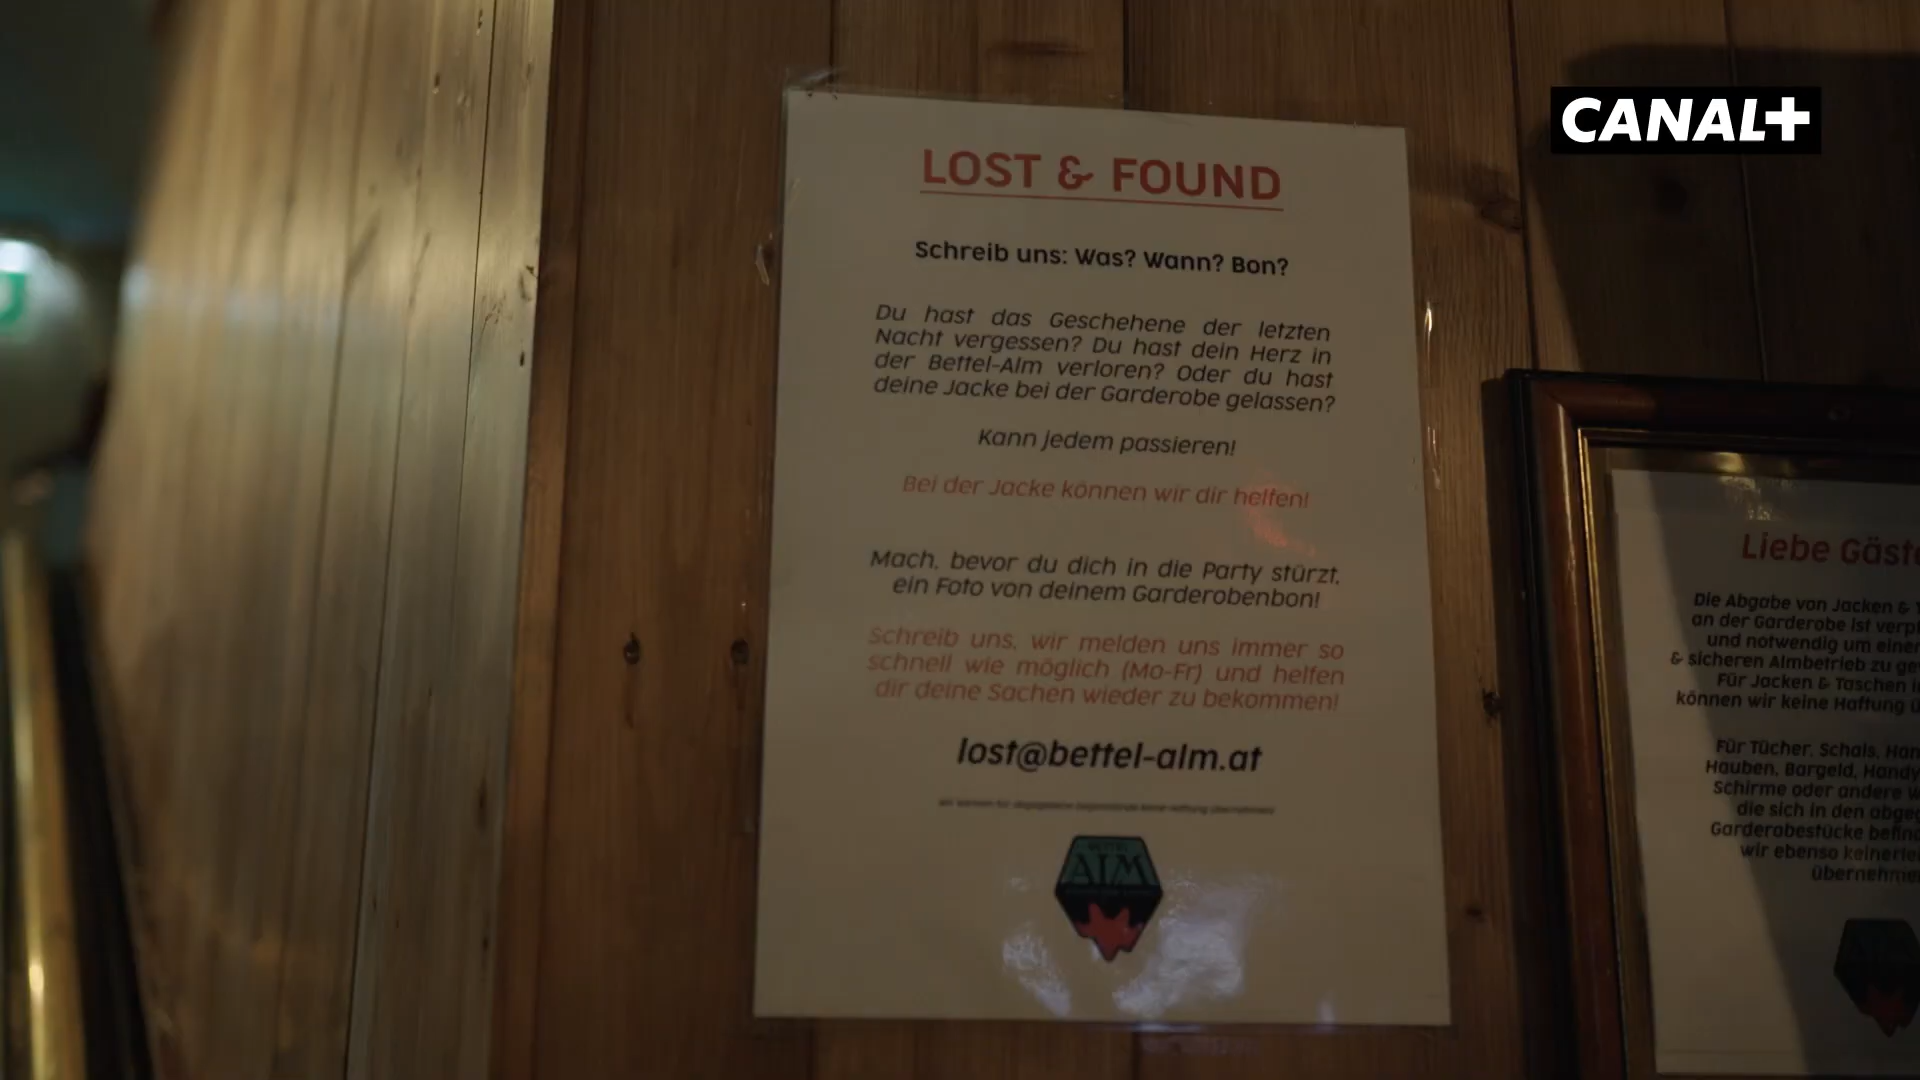 CANAL+
LOST & FOUND
Schreib uns: Was? Wann? Bon?
Du hast das Geschehene der letzten
Nacht vergessen? Du hast dein Herz in
der Bettel-Alm verloren? Oder du hast
deine Jacke bei der Garderobe gelassen?
Kann jedem passieren!
Bei der Jacke können wir dir helfen!
Mach, bevor du dich in die Party stürzt,
ein Foto von deinem Garderobenbon!
Schreib uns, wir melden uns immer so
schnell wie möglich (Mo-Fr) und helfen
dir deine Sachen wieder zu bekommen!
lost@bettel-alm.at
ALM
Liebe Gäst
Die Abgabe von Jacken &
an der Garderobe ist verp
und notwendig um einen
& sicheren Almbetrieb zu ge
Für Jacken & Taschen i
können wir keine Haftung ü
Für Tücher, Schals, Han
Hauben, Bargeld, Handy
Schirme oder andere w
die sich in den abge
Garderobestücke befin
wir ebenso keinerlei
übernehme